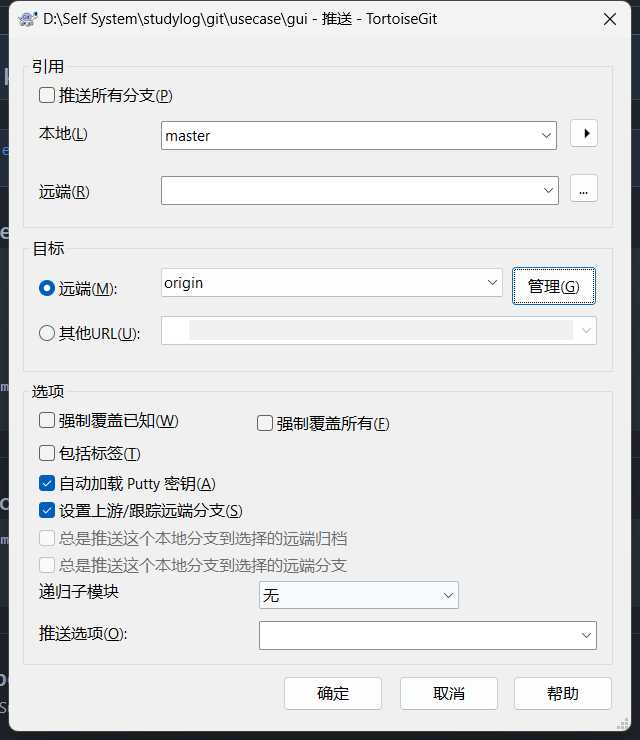 D:\Self System\studylog\git\usecase\gui - 推送 - TortoiseGit
引用
推送所有分支(P)
本地(L)
master
远端(R)
...
目标
远端(M):
origin
管理(G)
其他URL(U):
选项
强制覆盖已知(W)
强制覆盖所有(F)
包括标签(T)
自动加载 Putty 密钥(A)
设置上游/跟踪远端分支(S)
总是推送这个本地分支到选择的远端归档
总是推送这个本地分支到选择的远端分支
递归子模块
无
推送选项(O):
确定
取消
帮助